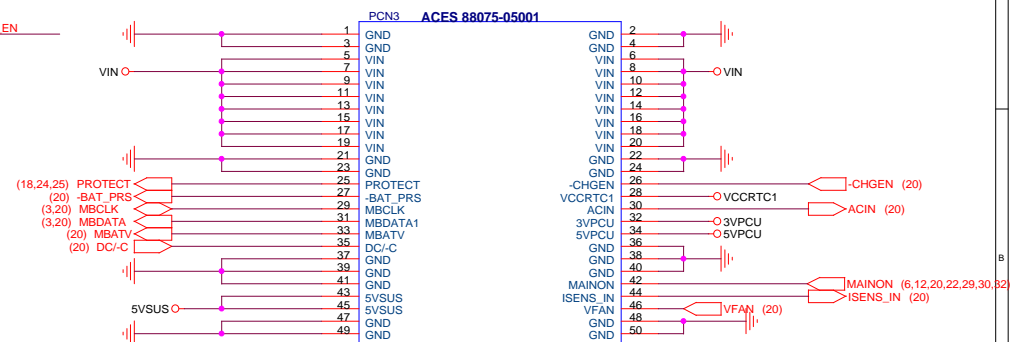 PCN3 ACES 88075-05001
EN
1 GND GND 2
3 GND GND 4
5 VIN VIN 6
VIN 7 VIN VIN 8 VIN
9 VIN VIN 10
11 VIN VIN 12
13 VIN VIN 14
15 VIN VIN 16
17 VIN VIN 18
19 VIN VIN 20
21 GND GND 22
23 GND GND 24
(18,24,25) PROTECT 25 PROTECT -CHGEN 26 -CHGEN (20)
(20) -BAT_PRS 27 -BAT_PRS VCCRTC1 28 VCCRTC1
(3,20) MBCLK 29 MBCLK ACIN 30 ACIN (20)
(3,20) MBDATA 31 MBDATA1 3VPCU 32 3VPCU
(20) MBATV 33 MBATV 5VPCU 34 5VPCU
(20) DC/-C 35 DC/-C GND 36
37 GND GND 38
39 GND GND 40
41 GND MAINON 42 MAINON (6,12,20,22,29,30,32)
43 5VSUS ISENS_IN 44 ISENS_IN (20)
5VSUS 45 5VSUS VFAN 46 VFAN (20)
47 GND GND 48
49 GND GND 50
B